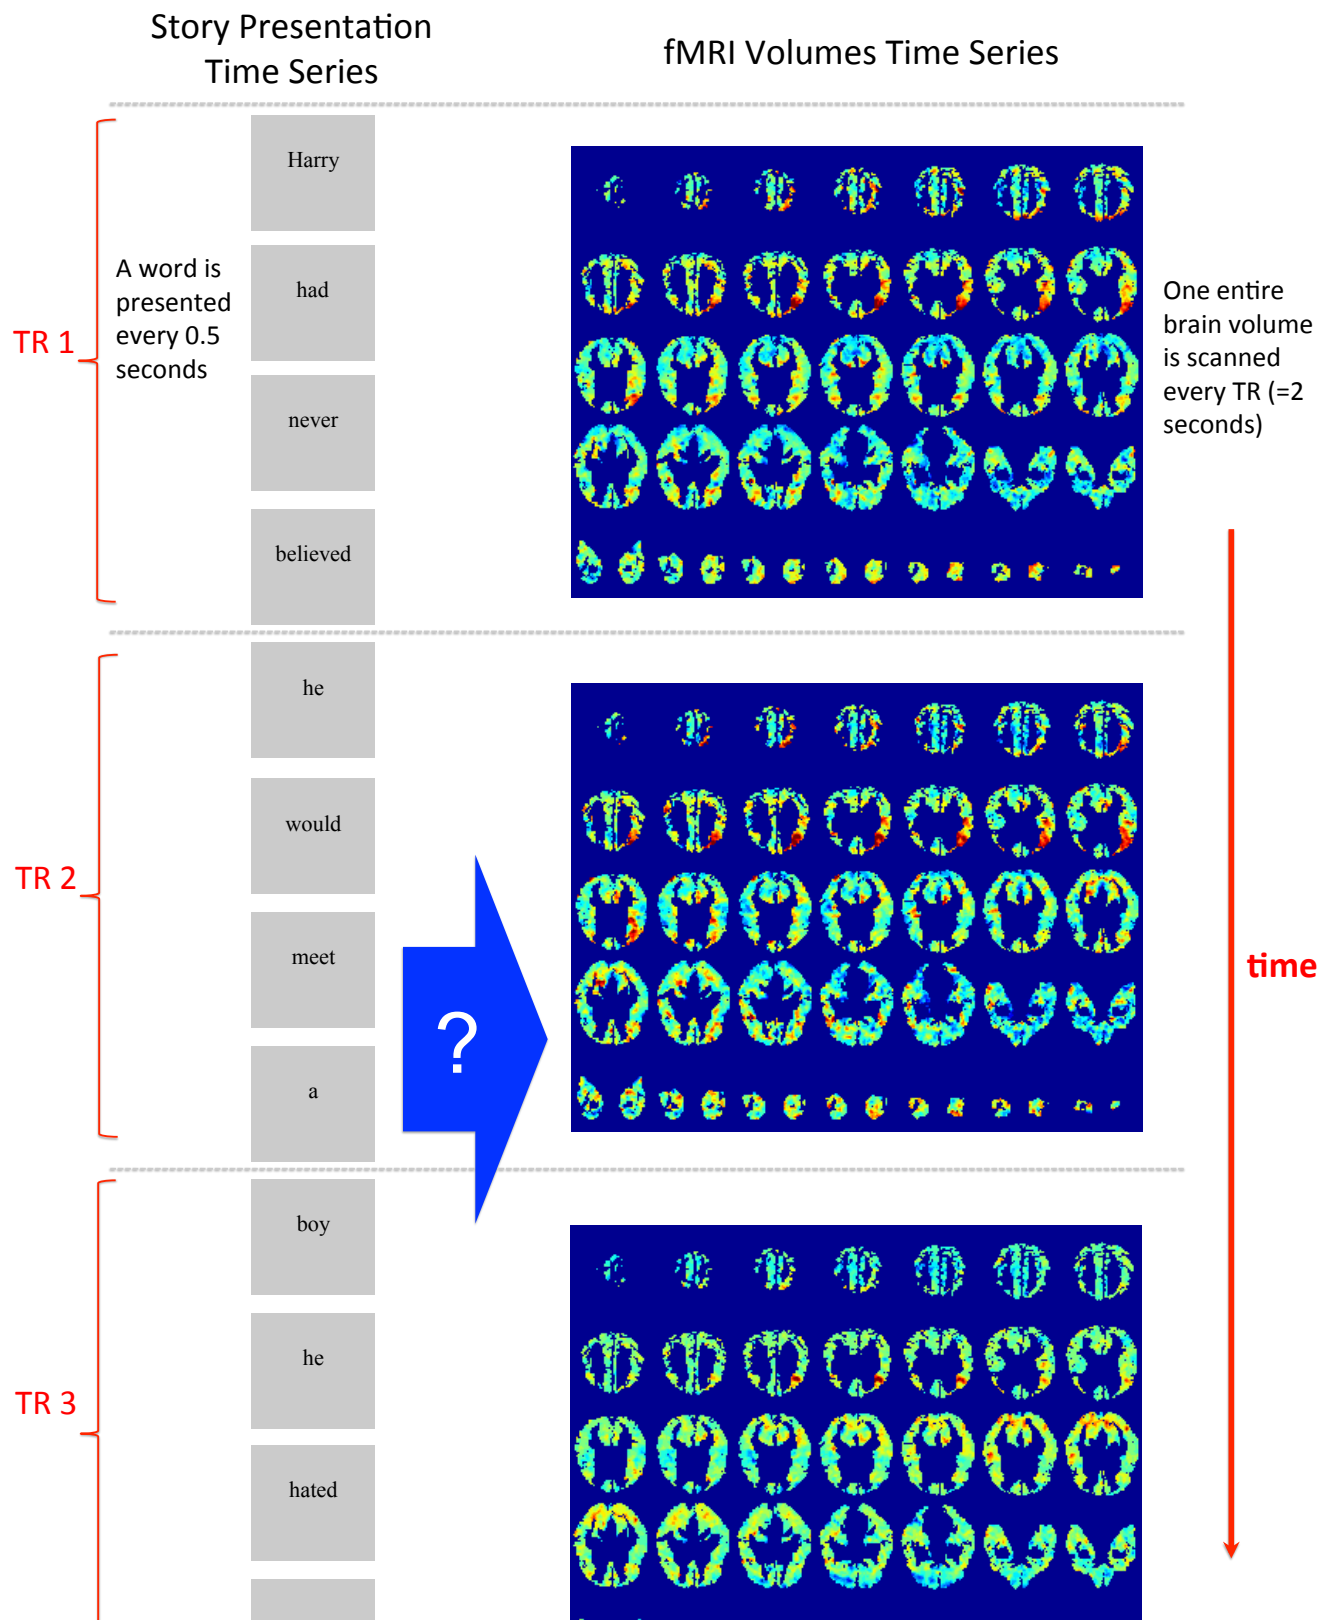 Story Presentation
Time Series
fMRI Volumes Time Series
TR 1
A word is
presented
every 0.5
seconds
Harry
had
never
believed
One entire
brain volume
is scanned
every TR (=2
seconds)
TR 2
he
would
meet
a
?
time
TR 3
boy
he
hated